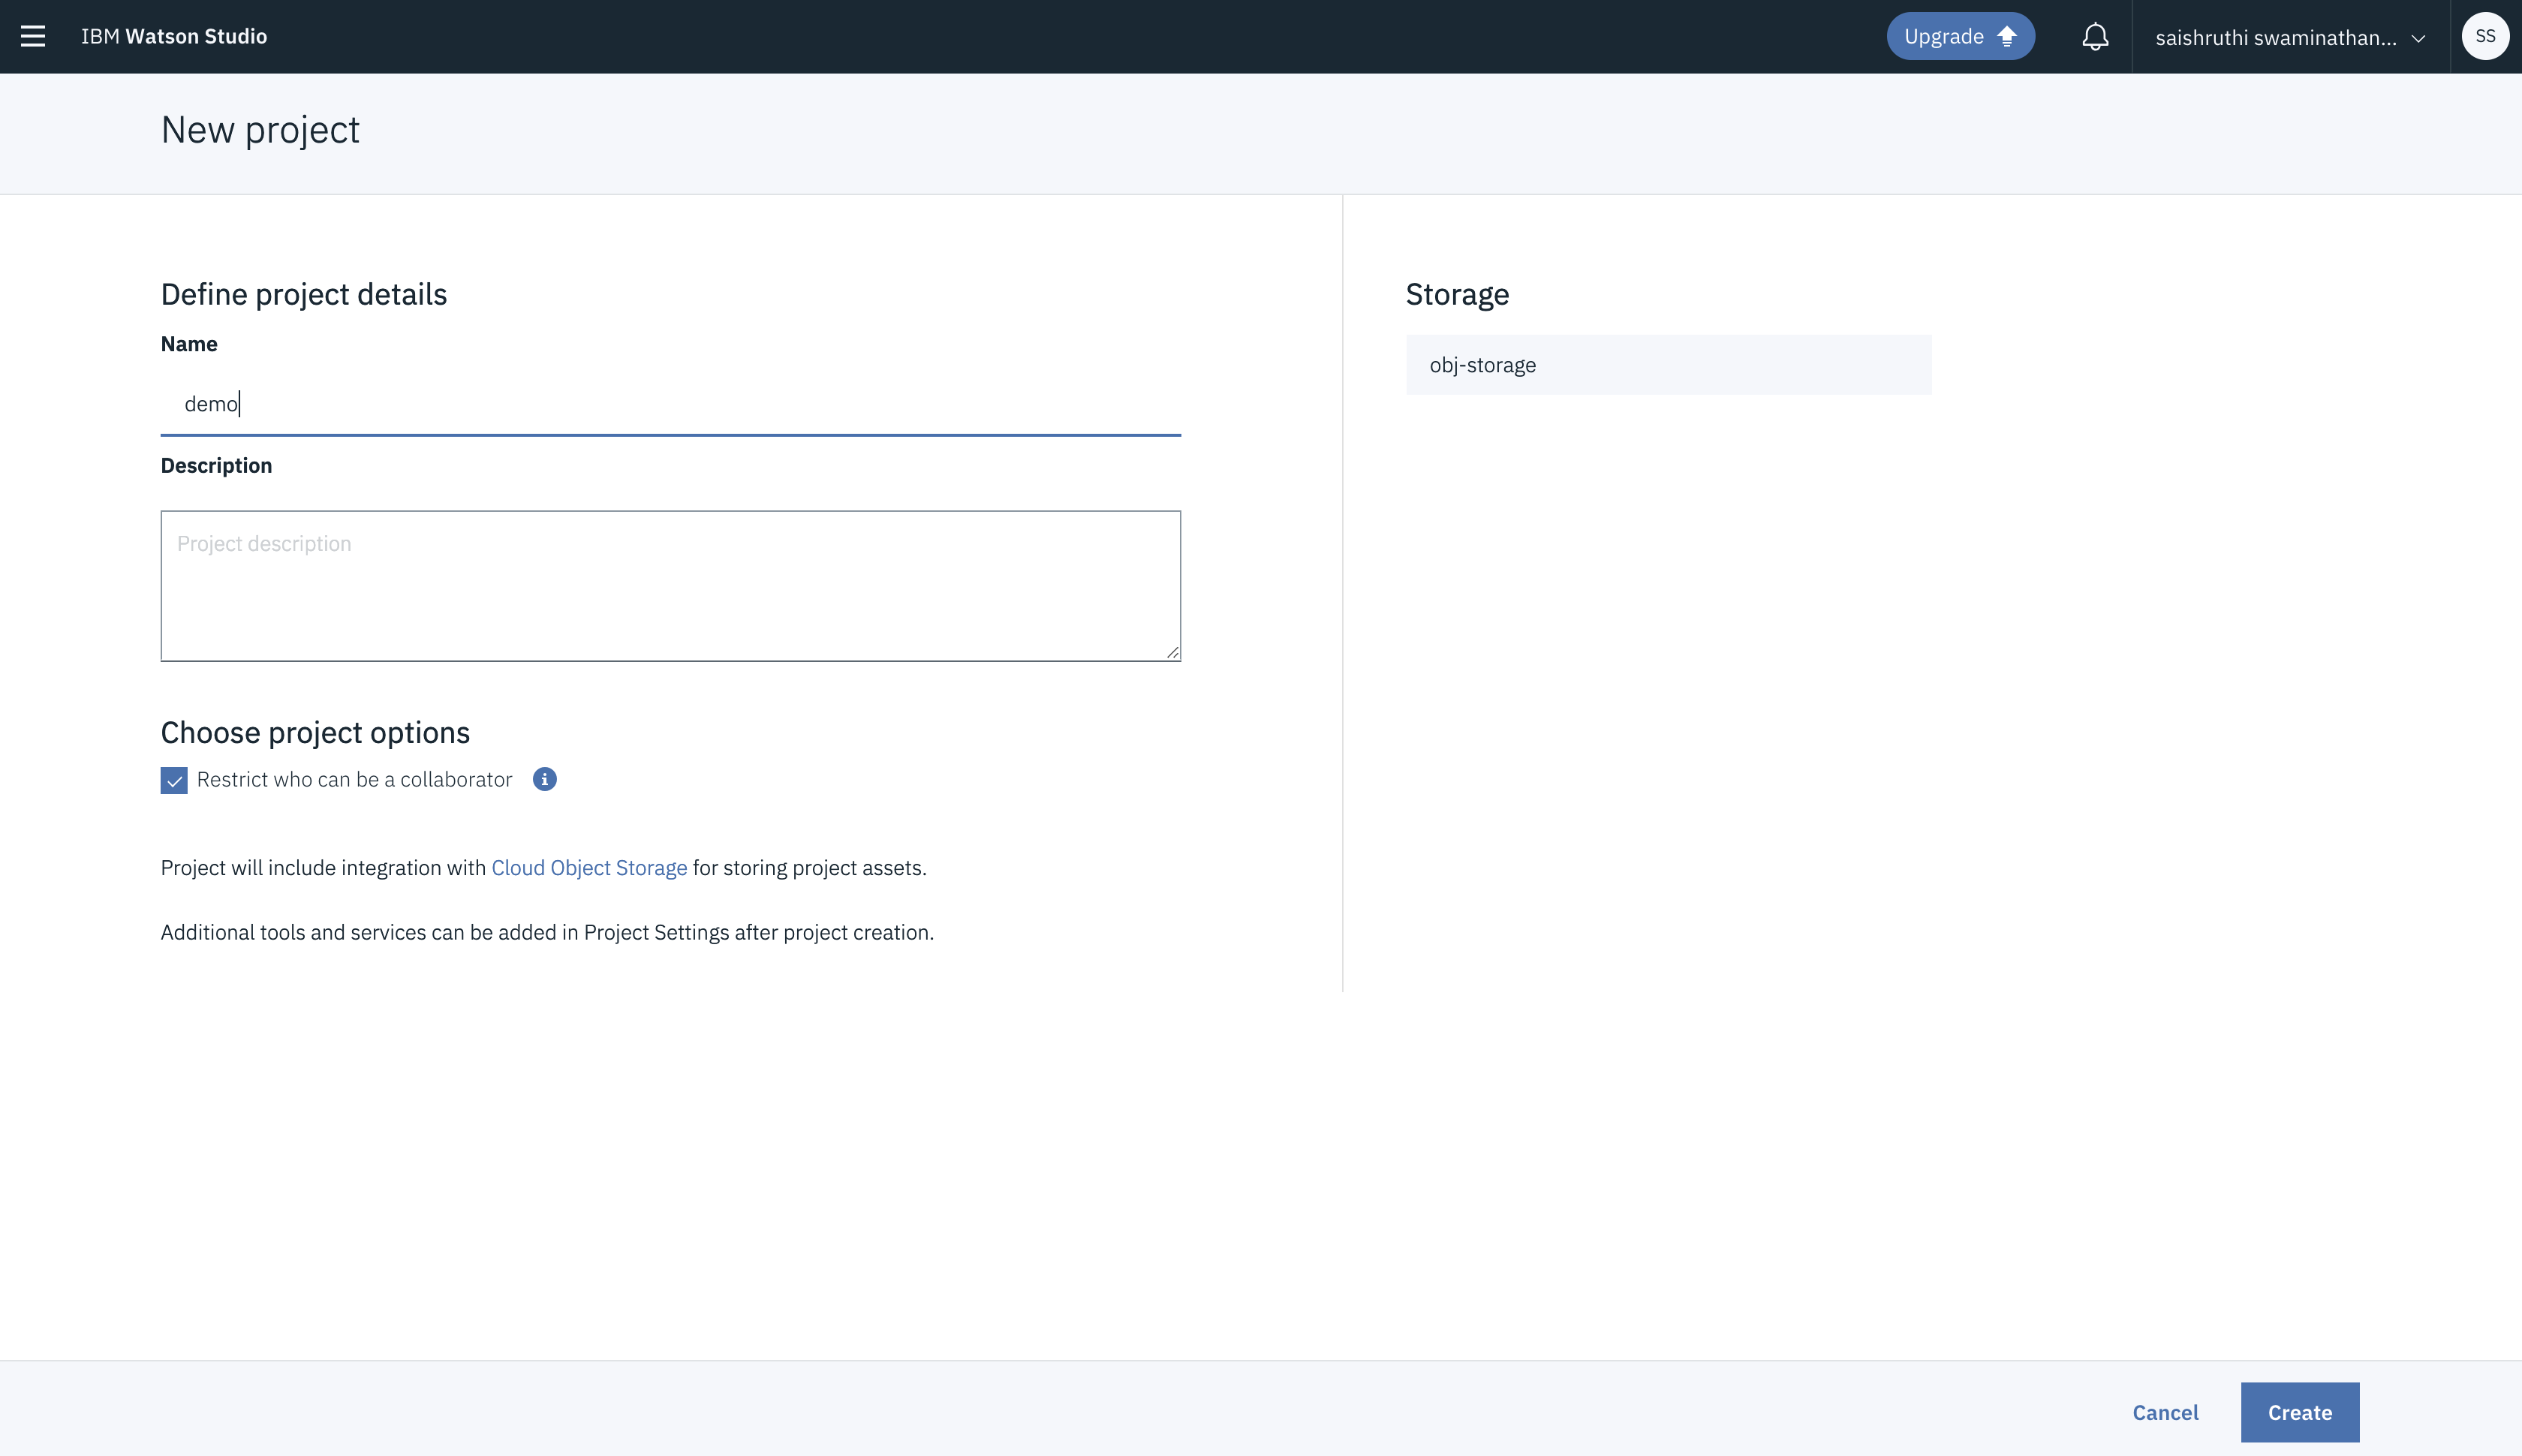 IBM Watson Studio
Upgrade
saishruthi swaminathan...
SS
New project
Define project details
Name
demo
Description
Project description
Choose project options
Restrict who can be a collaborator
Project will include integration with Cloud Object Storage for storing project assets.
Additional tools and services can be added in Project Settings after project creation.
Storage
obj-storage
Cancel
Create